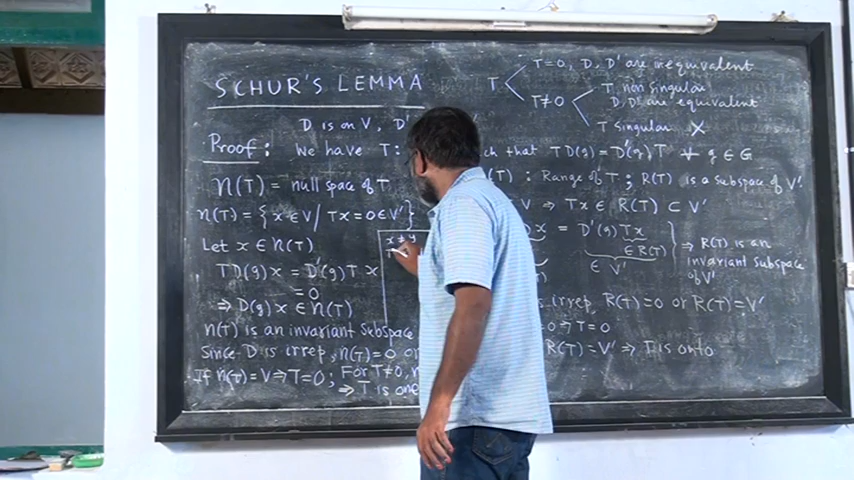 SCHUR'S LEMMA
T
T=0, D, D' are inequivalent
T≠0
T, non singular
D, D' are equivalent
T Singular X
D is on V, D'
Proof: We have T: such that TD(g)=D'(g)T ∀ g ∈ G
η(T) = null space of T
(T) : Range of T ; R(T) is a subspace of V'.
η(T) = {x ∈ V / Tx = 0 ∈ V'}
V ⇒ Tx ∈ R(T) ⊂ V'
Let x ∈ η(T)
x ≠ y
x = D'(g) Tx
∈ R(T)
∈ V'
⇒ R(T) is an
invariant subspace
of V'
TD(g)x = D'(g)T x
= 0
⇒ D(g)x ∈ η(T)
is irrep R(T)=0 or R(T)=V'
η(T) is an invariant Subspace
=0 ⇒ T=0
Since D is irrep, η(T)=0 or
R(T)=V' ⇒ T is onto
If η(T)=V ⇒ T=0; For T≠0,
⇒ T is one